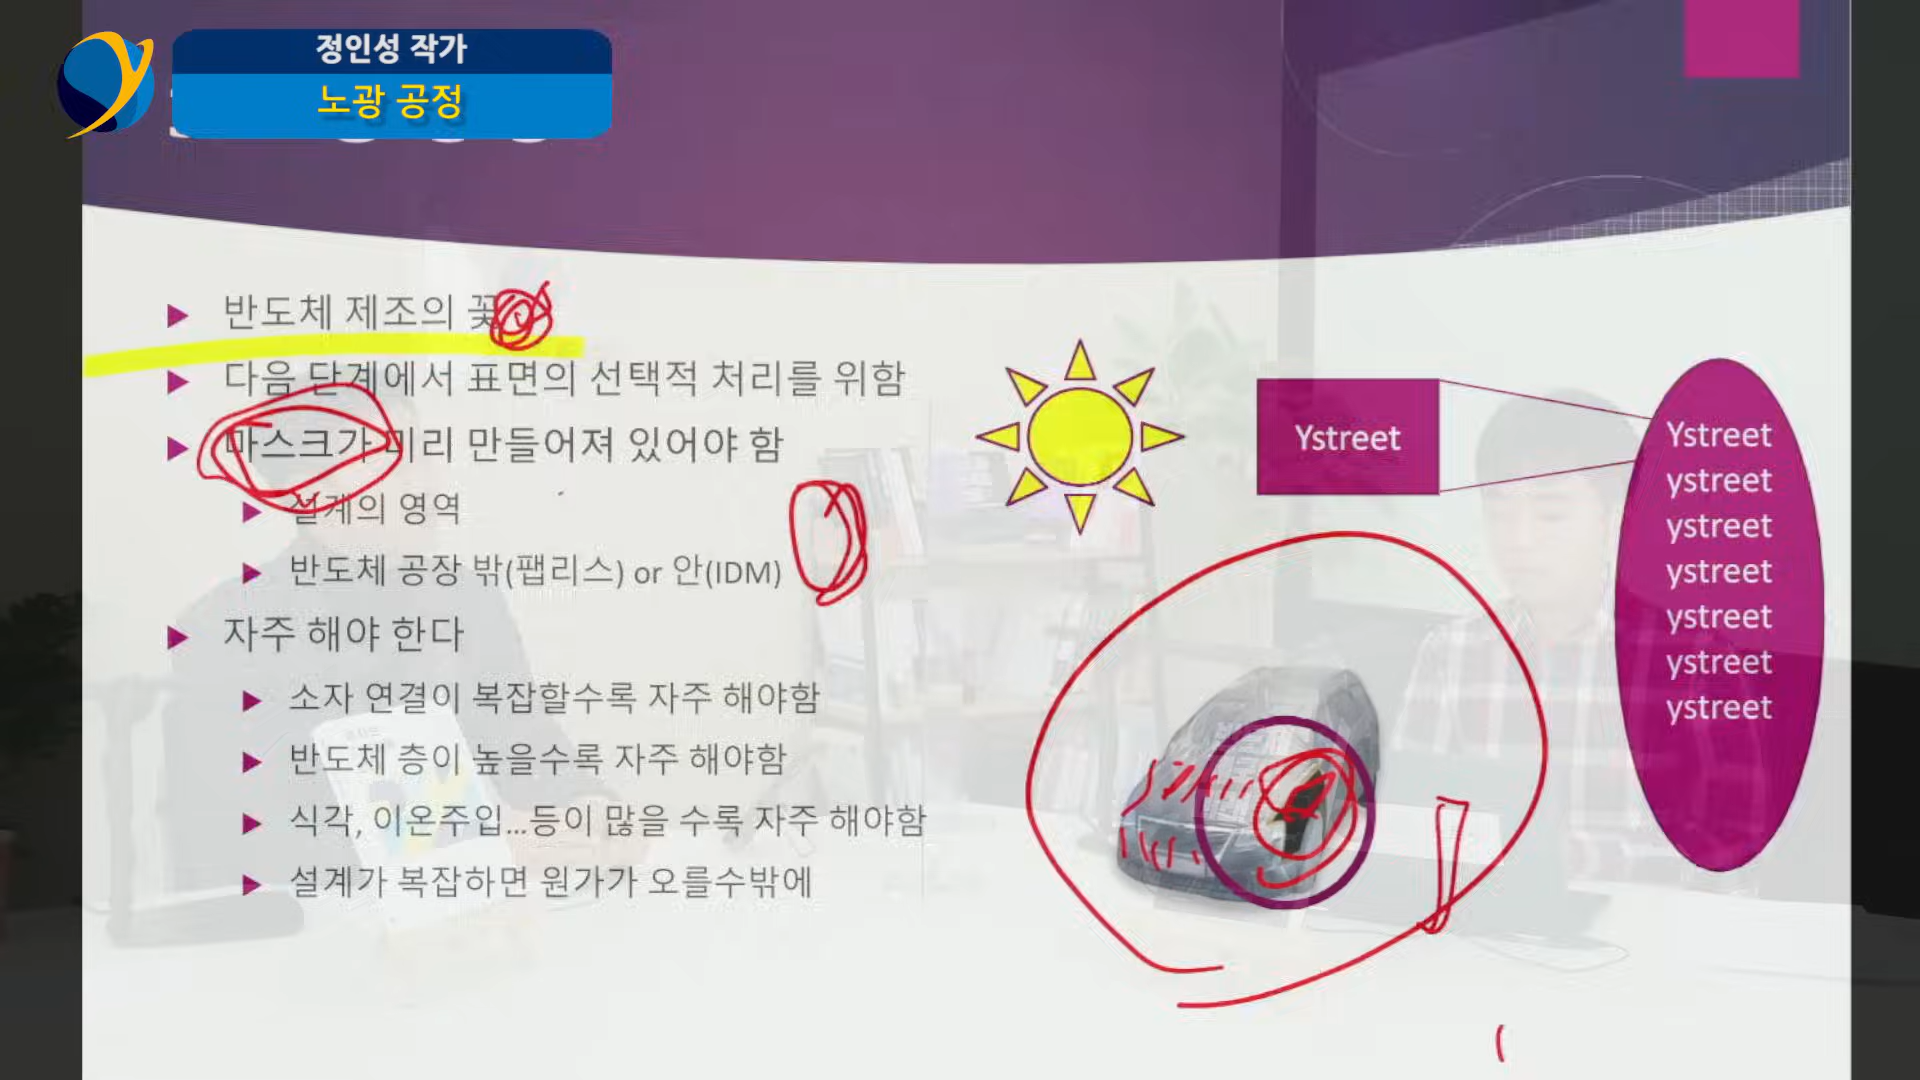 정인성 작가
노광 공정
반도체 제조의 꽃
다음 단계에서 표면의 선택적 처리를 위함
마스크가 미리 만들어져 있어야 함
설계의 영역
반도체 공장 밖(팹리스) or 안(IDM)
자주 해야 한다
소자 연결이 복잡할수록 자주 해야함
반도체 층이 높을수록 자주 해야함
식각, 이온주입...등이 많을 수록 자주 해야함
설계가 복잡하면 원가가 오를수밖에
Ystreet
Ystreet
ystreet
ystreet
ystreet
ystreet
ystreet
ystreet